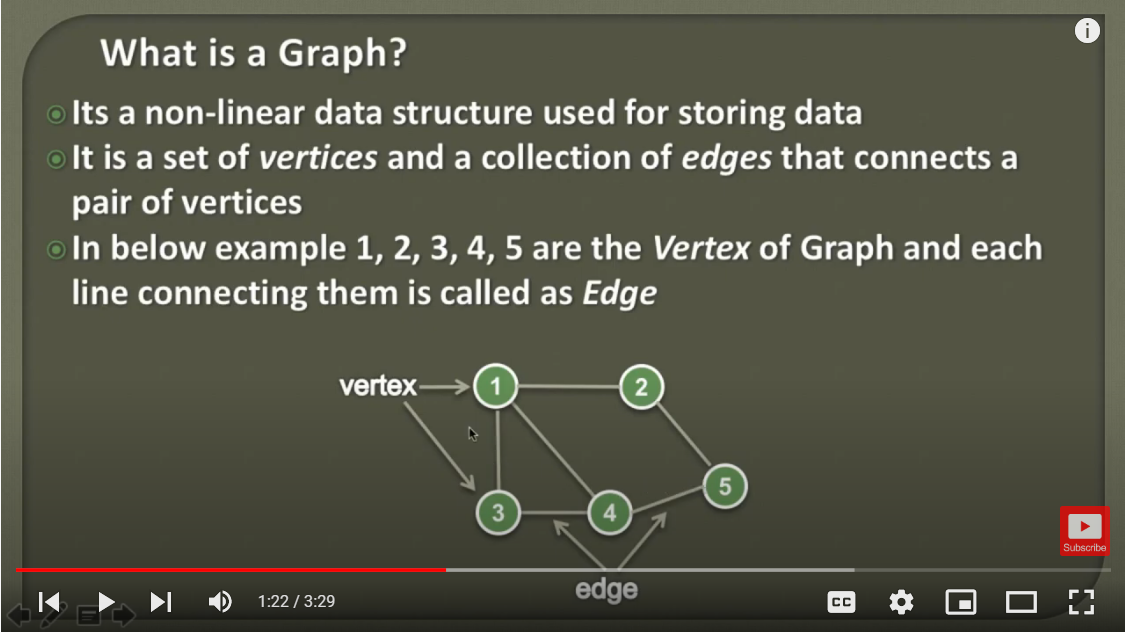 What is a Graph?
Its a non-linear data structure used for storing data
It is a set of vertices and a collection of edges that connects a
pair of vertices
In below example 1, 2, 3, 4, 5 are the Vertex of Graph and each
line connecting them is called as Edge
vertex
1
2
3
4
5
edge
Subscribe
1:22 / 3:29
CC
i